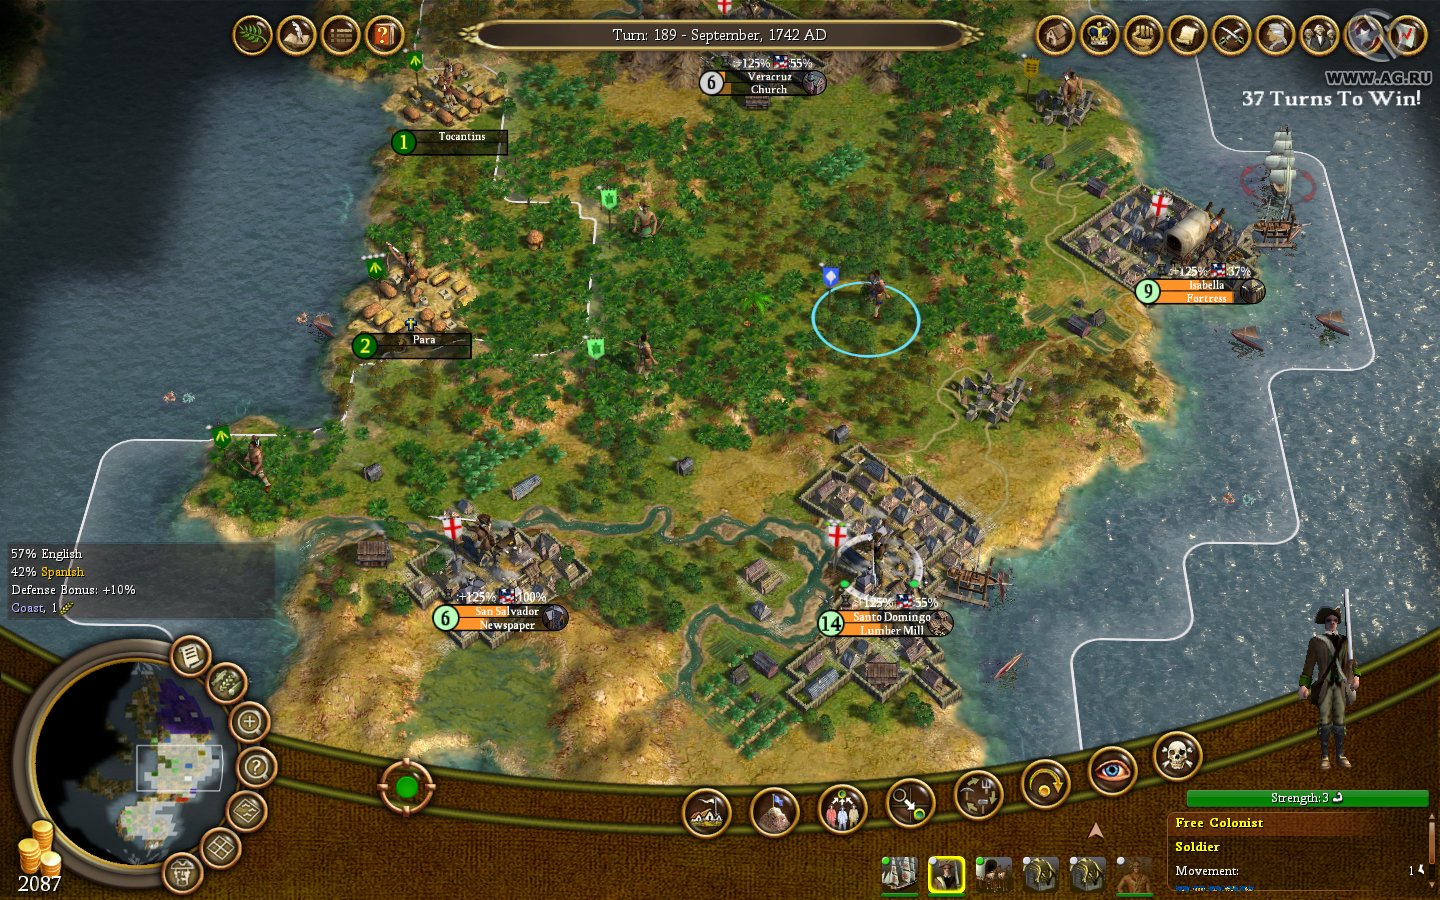 Turn: 189 - September, 1742 AD
WWW.AG.RU
37 Turns To Win!
+125% 55%
6 Veracruz
Church
1 Tocantins
+125% 37%
9 Isabella
Fortress
2 Para
57% English
42% Spanish
Defense Bonus: +10%
Coast, 1
+125% 100%
6 San Salvador
Newspaper
+125% 55%
14 Santo Domingo
Lumber Mill
2087
Strength: 3
Free Colonist
Soldier
Movement: 1